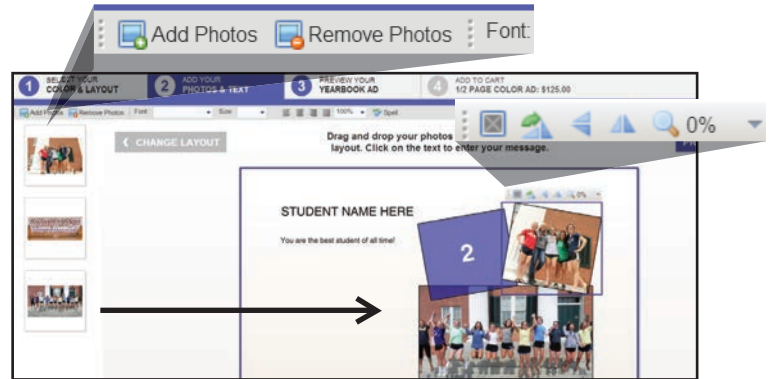 Add Photos Remove Photos Font:
1 SELECT YOUR COLOR & LAYOUT
2 ADD YOUR PHOTOS & TEXT
3 PREVIEW YOUR YEARBOOK AD
4 ADD TO CART 1/2 PAGE COLOR AD: $125.00
Add Photos Remove Photos Font Size 100% Spell
0%
CHANGE LAYOUT
Drag and drop your photos
layout. Click on the text to enter your message.
STUDENT NAME HERE
You are the best student of all time!
2